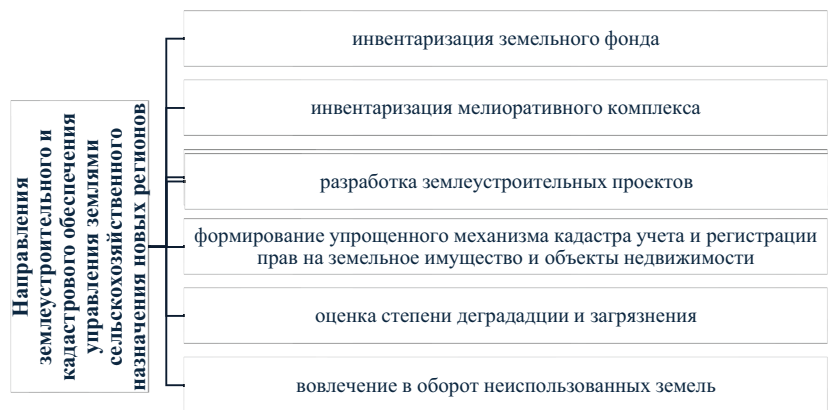 Направления
землеустроительного и
кадастрового обеспечения
управления землями
сельскохозяйственного
назначения новых регионов
инвентаризация земельного фонда
инвентаризация мелиоративного комплекса
разработка землеустроительных проектов
формирование упрощенного механизма кадастра учета и регистрации
прав на земельное имущество и объекты недвижимости
оценка степени деградадции и загрязнения
вовлечение в оборот неиспользованных земель